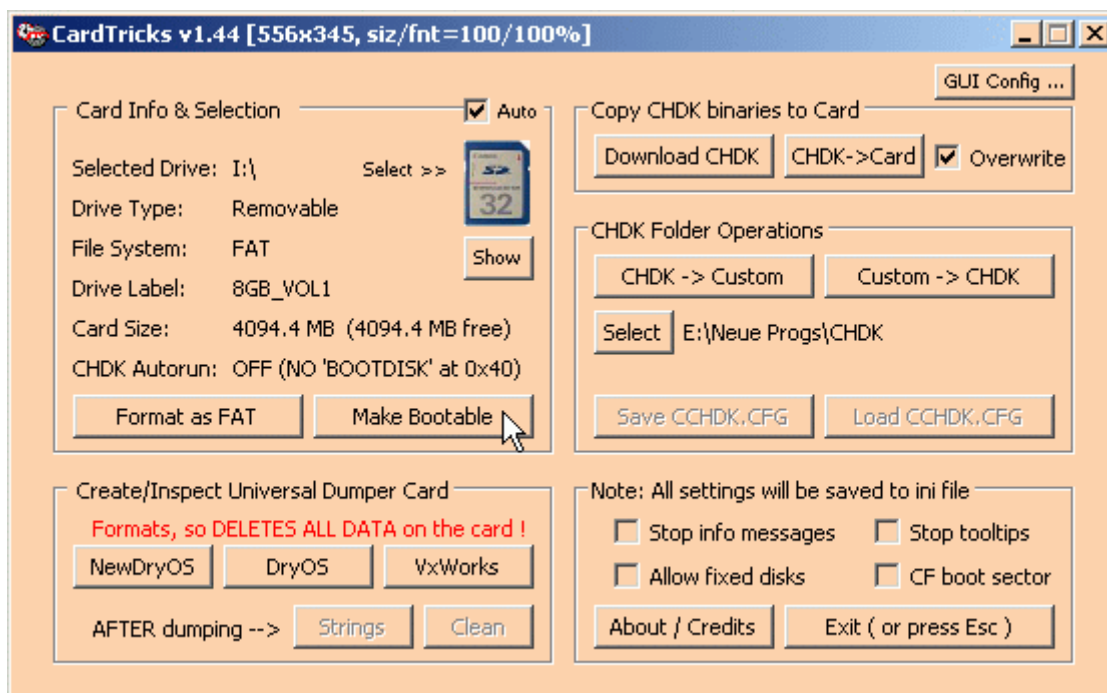 CardTricks v1.44 [556x345, siz/fnt=100/100%]
GUI Config ...
Card Info & Selection
Auto
Selected Drive: I:\
Select >>
32
Drive Type: Removable
File System: FAT
Show
Drive Label: 8GB_VOL1
Card Size: 4094.4 MB (4094.4 MB free)
CHDK Autorun: OFF (NO 'BOOTDISK' at 0x40)
Format as FAT
Make Bootable
Copy CHDK binaries to Card
Download CHDK
CHDK->Card
Overwrite
CHDK Folder Operations
CHDK -> Custom
Custom -> CHDK
Select
E:\Neue Progs\CHDK
Save CCHDK.CFG
Load CCHDK.CFG
Create/Inspect Universal Dumper Card
Formats, so DELETES ALL DATA on the card !
NewDryOS
DryOS
VxWorks
AFTER dumping -->
Strings
Clean
Note: All settings will be saved to ini file
Stop info messages
Stop tooltips
Allow fixed disks
CF boot sector
About / Credits
Exit ( or press Esc )